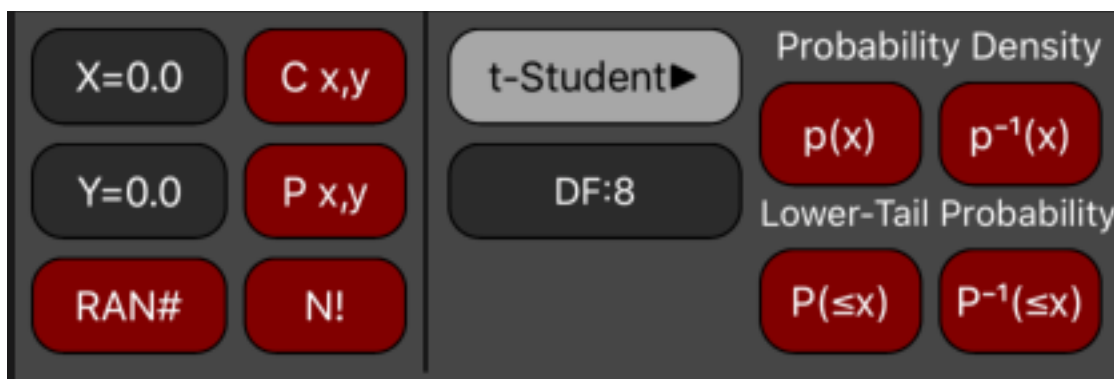 X=0.0
C x,y
Y=0.0
P x,y
RAN#
N!
t-Student▶
DF:8
Probability Density
p(x)
p⁻¹(x)
Lower-Tail Probability
P(≤x)
P⁻¹(≤x)